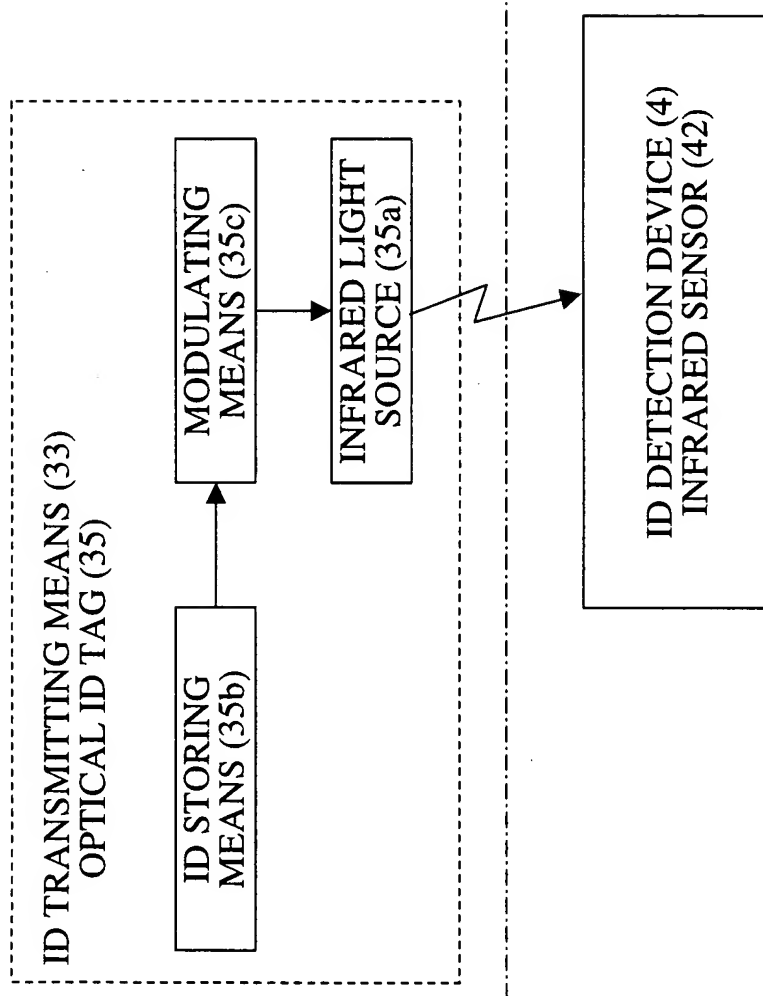 ID TRANSMITTING MEANS (33)
OPTICAL ID TAG (35)
ID STORING
MEANS (35b)
MODULATING
MEANS (35c)
INFRARED LIGHT
SOURCE (35a)
ID DETECTION DEVICE (4)
INFRARED SENSOR (42)